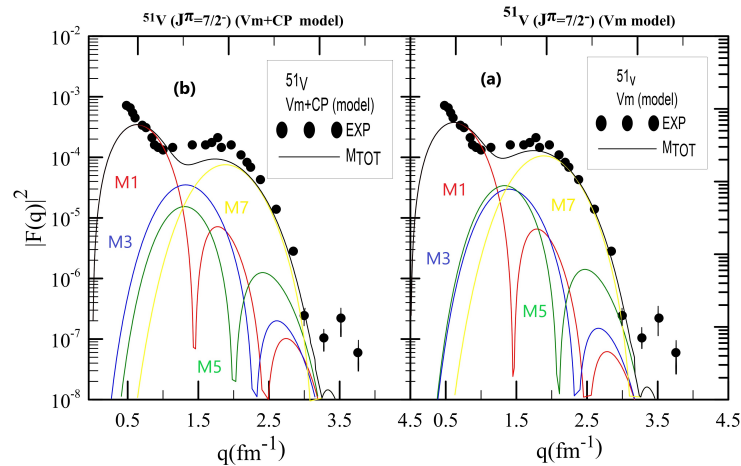 ⁵¹V (Jπ=7/2⁻) (Vm+CP model)
⁵¹V (Jπ=7/2⁻) (Vm model)
10⁻²
10⁻³
10⁻⁴
10⁻⁵
10⁻⁶
10⁻⁷
10⁻⁸
|F(q)|²
(b)
⁵¹V
Vm+CP (model)
EXP
MTOT
M1
M3
M7
M5
0.5 1.5 2.5 3.5 4.5
q(fm⁻¹)
(a)
⁵¹V
Vm (model)
EXP
MTOT
M1
M7
M3
M5
0.5 1.5 2.5 3.5 4.5
q(fm⁻¹)